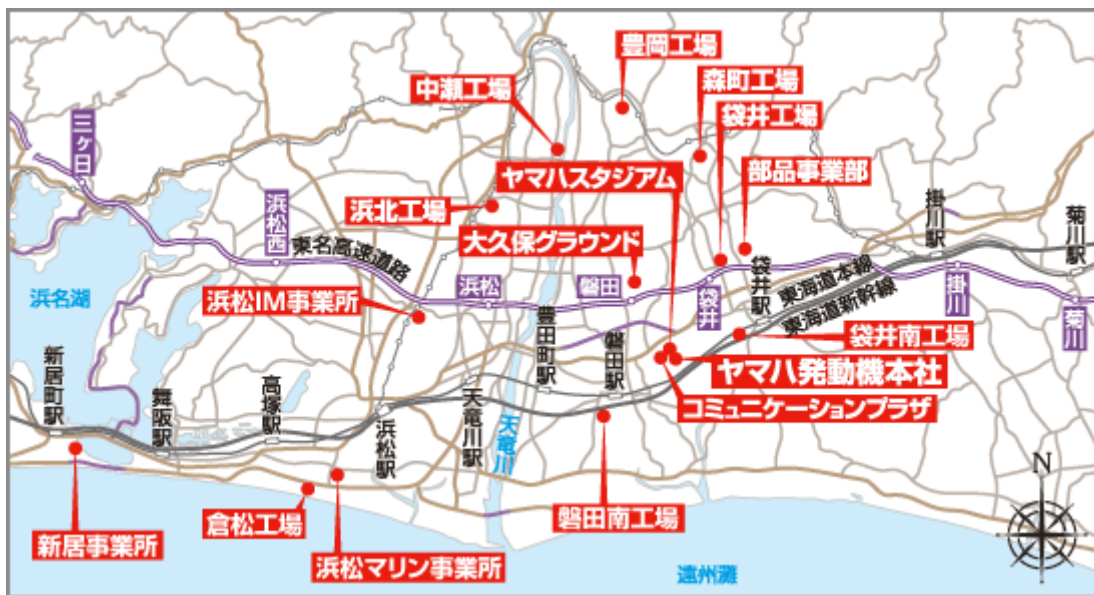 豊岡工場
森町工場
中瀬工場
袋井工場
三ヶ日
部品事業部
ヤマハスタジアム
浜北工場
浜松西
東名高速道路
大久保グラウンド
掛川駅
菊川駅
浜名湖
浜松IM事業所
浜松
磐田
袋井
袋井駅
東海道本線
東海道新幹線
掛川
菊川
豊田町駅
磐田駅
袋井南工場
新居町駅
舞阪駅
高塚駅
浜松駅
天竜川駅
天竜川
ヤマハ発動機本社
コミュニケーションプラザ
新居事業所
倉松工場
浜松マリン事業所
磐田南工場
遠州灘
N